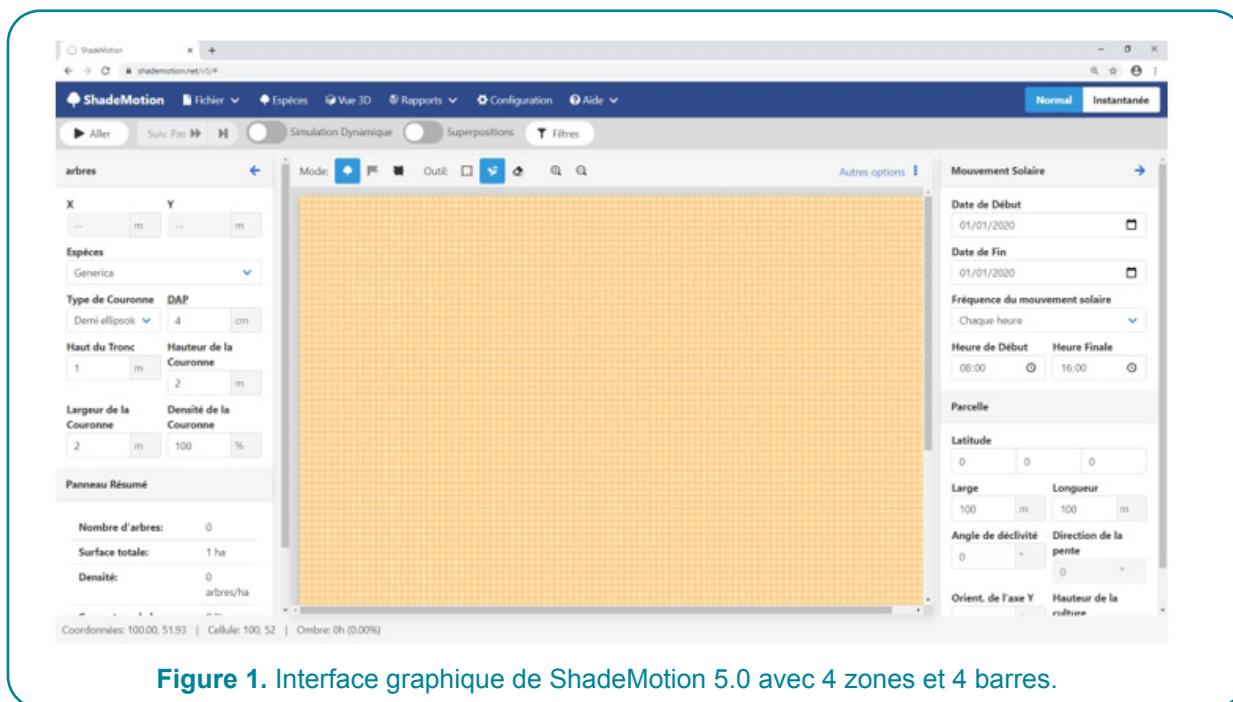 ShadeMotion
shademotion.net/v5/#
ShadeMotion Fichier Espèces Vue 3D Rapports Configuration Aide Normal Instantanée
Aller Suiv. Pas Simulation Dynamique Superpositions Filtres
arbres
X Y
-- m -- m
Espèces
Generica
Type de Couronne DAP
Demi ellipsoi 4 cm
Haut du Tronc Hauteur de la Couronne
1 m 2 m
Largeur de la Couronne Densité de la Couronne
2 m 100 %
Panneau Résumé
Nombre d'arbres: 0
Surface totale: 1 ha
Densité: 0 arbres/ha
Mode: Outil: Autres options
Mouvement Solaire
Date de Début
01/01/2020
Date de Fin
01/01/2020
Fréquence du mouvement solaire
Chaque heure
Heure de Début Heure Finale
08:00 16:00
Parcelle
Latitude
0 0 0
Large Longueur
100 m 100 m
Angle de déclivité Direction de la pente
0 ° 0 °
Orient. de l'axe Y Hauteur de la culture
Coordonnées: 100.00, 51.93 | Cellule: 100, 52 | Ombre: 0h (0.00%)
Figure 1. Interface graphique de ShadeMotion 5.0 avec 4 zones et 4 barres.